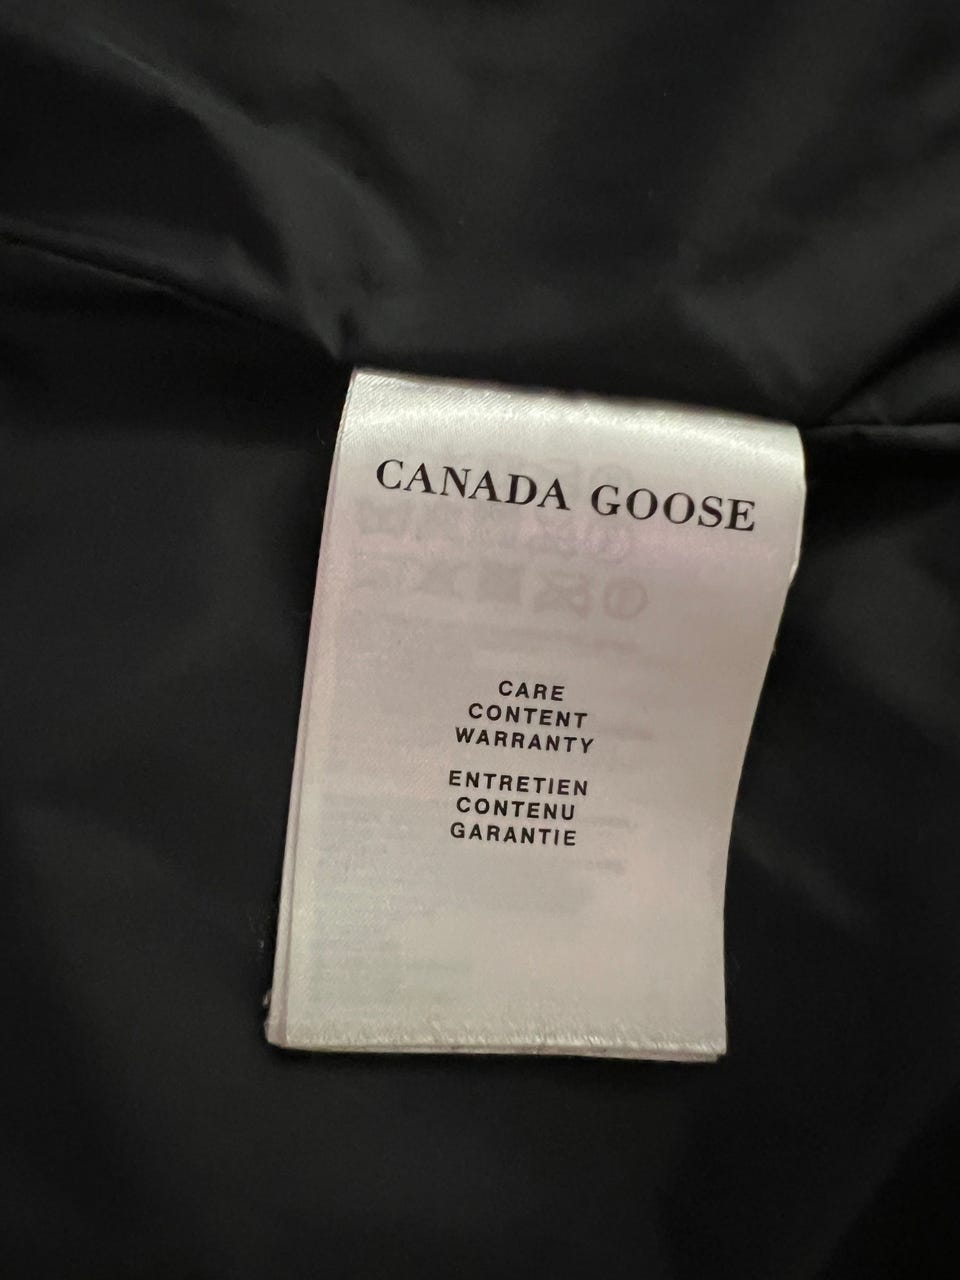 CANADA GOOSE
CARE
CONTENT
WARRANTY
ENTRETIEN
CONTENU
GARANTIE